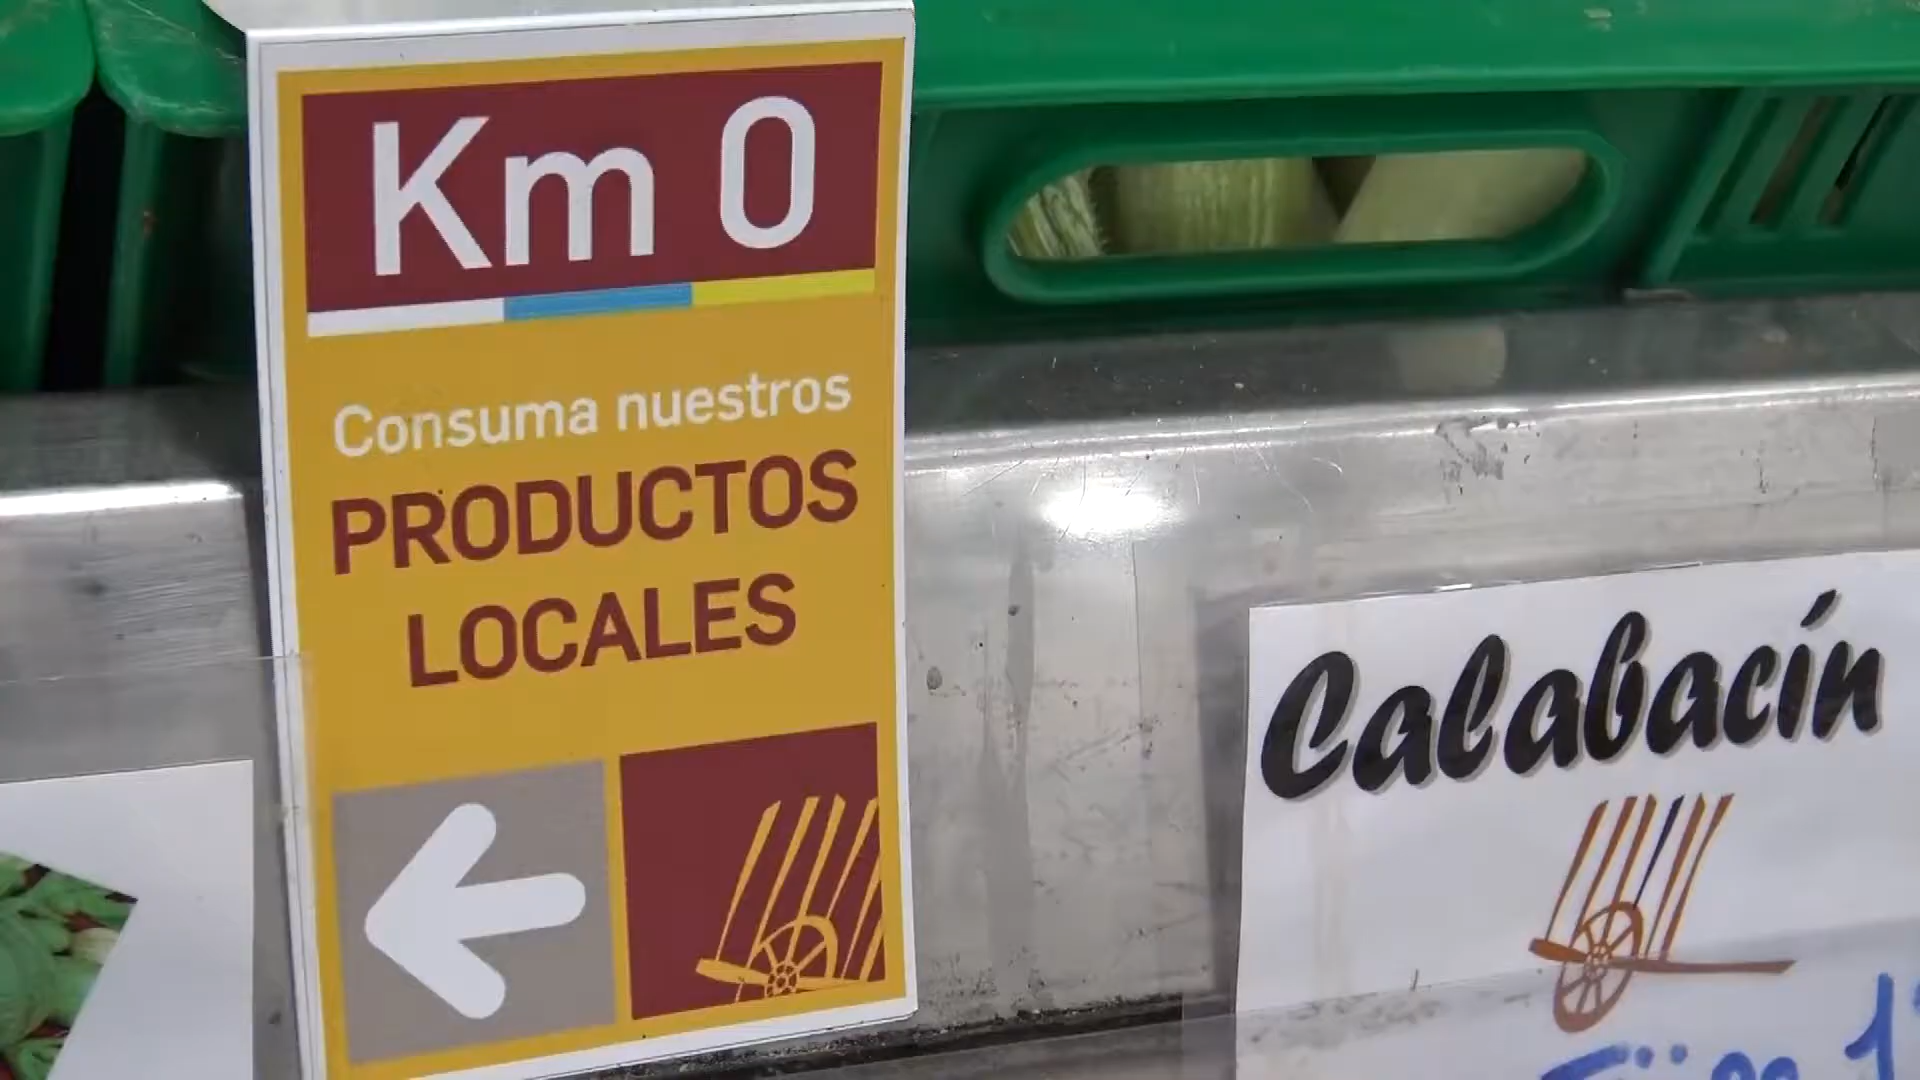 Km 0
Consuma nuestros
PRODUCTOS
LOCALES
Calabacín